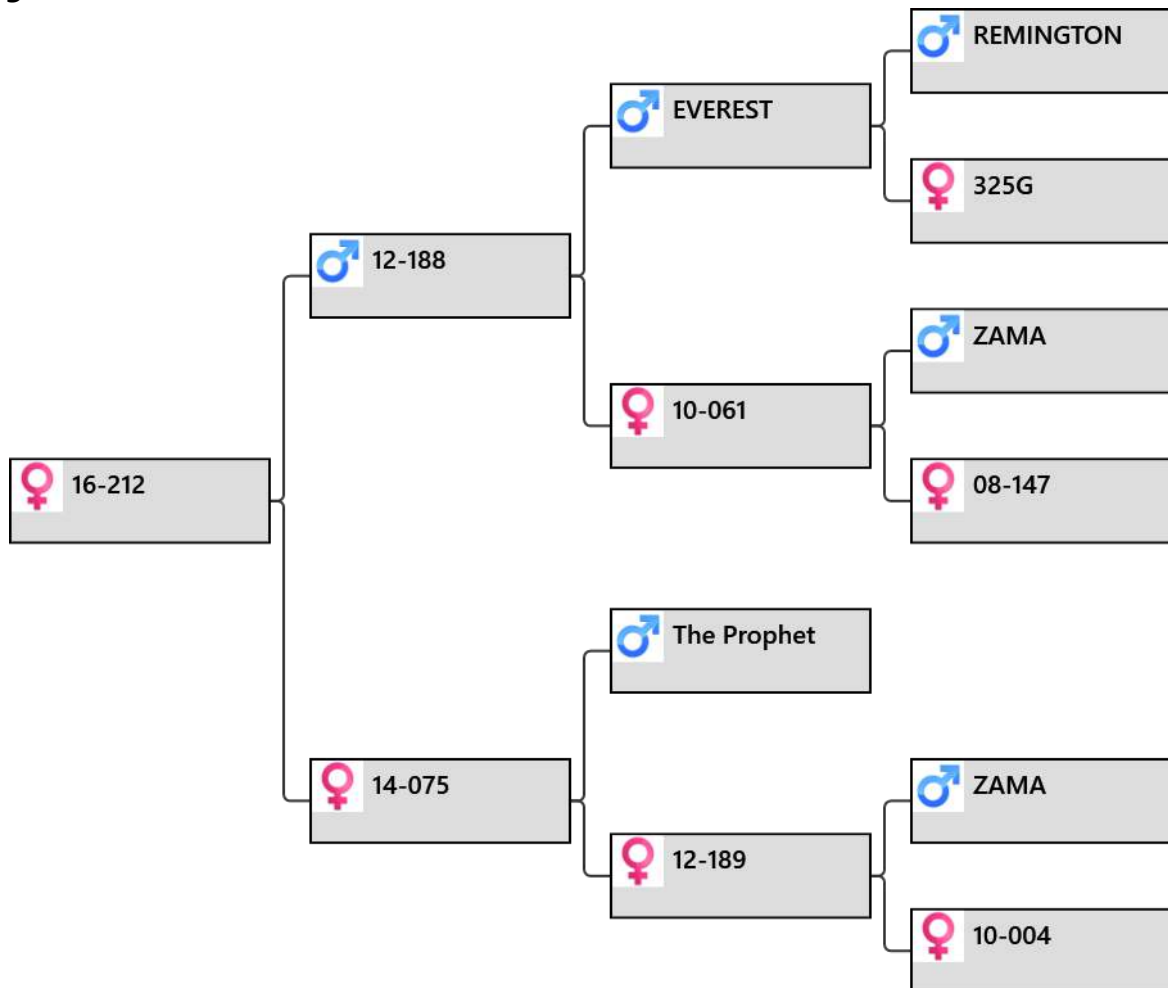 REMINGTON
EVEREST
325G
12-188
ZAMA
10-061
16-212
08-147
The Prophet
14-075
ZAMA
12-189
10-004